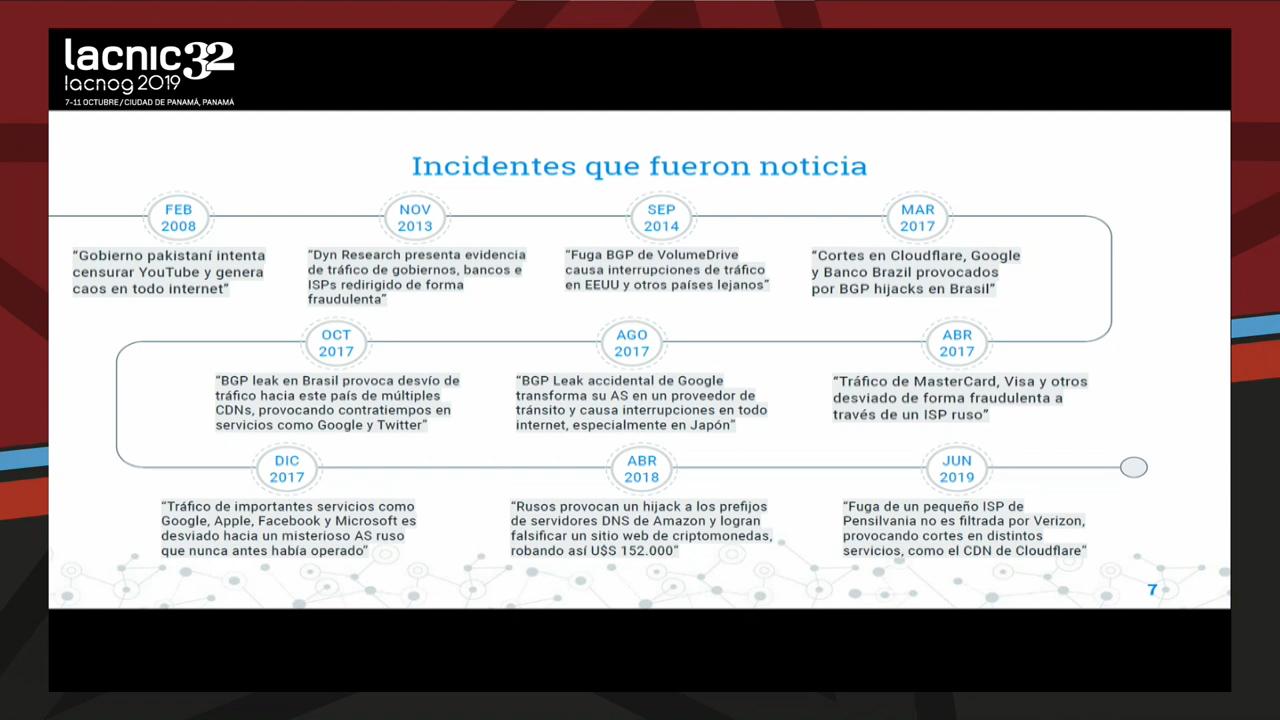 lacnic32
lacnog 2019
7-11 OCTUBRE / CIUDAD DE PANAMÁ, PANAMÁ
Incidentes que fueron noticia
FEB
2008
“Gobierno pakistaní intenta
censurar YouTube y genera
caos en todo internet”
NOV
2013
“Dyn Research presenta evidencia
de tráfico de gobiernos, bancos e
ISPs redirigido de forma
fraudulenta”
SEP
2014
“Fuga BGP de VolumeDrive
causa interrupciones de tráfico
en EEUU y otros países lejanos”
MAR
2017
“Cortes en Cloudflare, Google
y Banco Brazil provocados
por BGP hijacks en Brasil”
OCT
2017
“BGP leak en Brasil provoca desvío de
tráfico hacia este país de múltiples
CDNs, provocando contratiempos en
servicios como Google y Twitter”
AGO
2017
“BGP Leak accidental de Google
transforma su AS en un proveedor de
tránsito y causa interrupciones en todo
internet, especialmente en Japón”
ABR
2017
“Tráfico de MasterCard, Visa y otros
desviado de forma fraudulenta a
través de un ISP ruso”
DIC
2017
“Tráfico de importantes servicios como
Google, Apple, Facebook y Microsoft es
desviado hacia un misterioso AS ruso
que nunca antes había operado”
ABR
2018
“Rusos provocan un hijack a los prefijos
de servidores DNS de Amazon y logran
falsificar un sitio web de criptomonedas,
robando así U$S 152.000”
JUN
2019
“Fuga de un pequeño ISP de
Pensilvania no es filtrada por Verizon,
provocando cortes en distintos
servicios, como el CDN de Cloudflare”
7